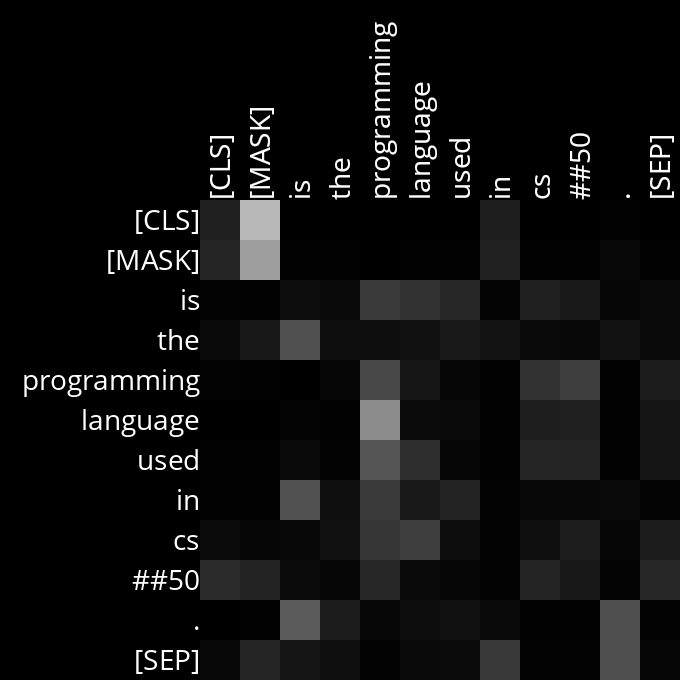 [CLS] [MASK] is the programming language used in cs ##50 . [SEP]
[CLS]
[MASK]
is
the
programming
language
used
in
cs
##50
.
[SEP]